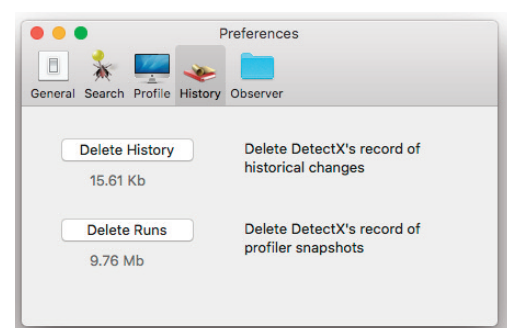 Preferences
General Search Profile History Observer
Delete History
Delete DetectX's record of
historical changes
15.61 Kb
Delete Runs
Delete DetectX's record of
profiler snapshots
9.76 Mb